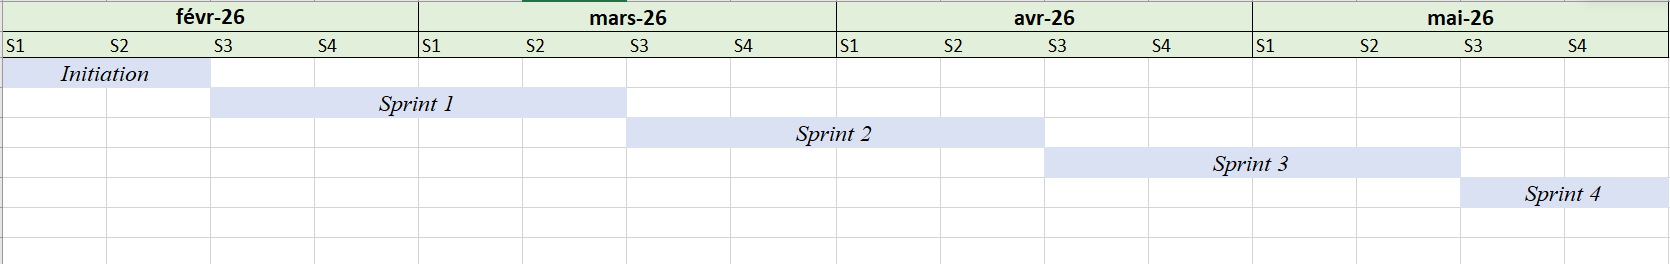 févr-26 mars-26 avr-26 mai-26
S1 S2 S3 S4 S1 S2 S3 S4 S1 S2 S3 S4 S1 S2 S3 S4
Initiation
Sprint 1
Sprint 2
Sprint 3
Sprint 4